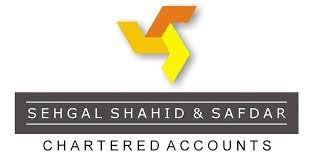 SEHGAL SHAHID & SAFDAR
CHARTERED ACCOUNTS